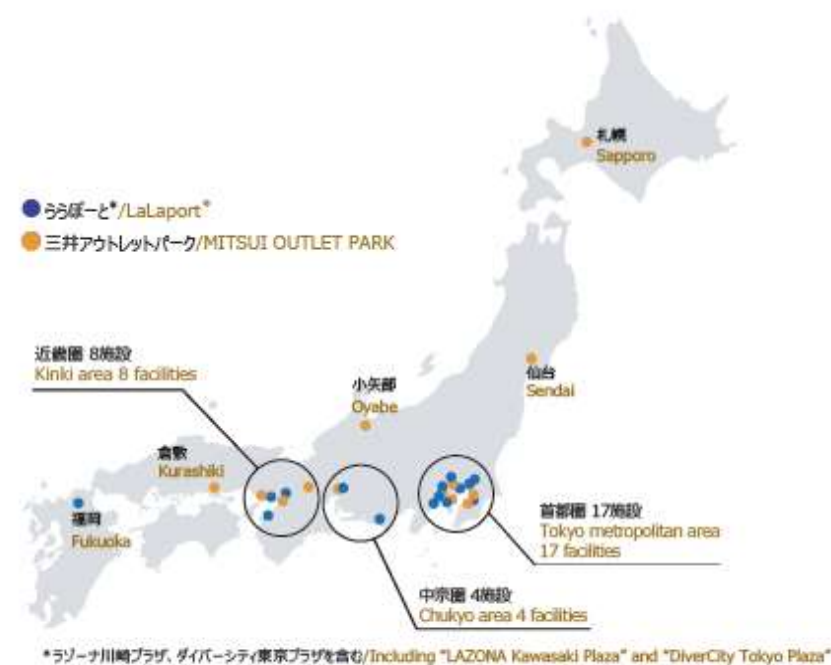 札幌
Sapporo
ららぽーと*/LaLaport*
三井アウトレットパーク/MITSUI OUTLET PARK
近畿圏 8施設
Kinki area 8 facilities
小矢部
Oyabe
仙台
Sendai
倉敷
Kurashiki
福岡
Fukuoka
首都圏 17施設
Tokyo metropolitan area
17 facilities
中京圏 4施設
Chukyo area 4 facilities
*ラゾーナ川崎プラザ、ダイバーシティ東京プラザを含む/Including "LAZONA Kawasaki Plaza" and "DiverCity Tokyo Plaza"